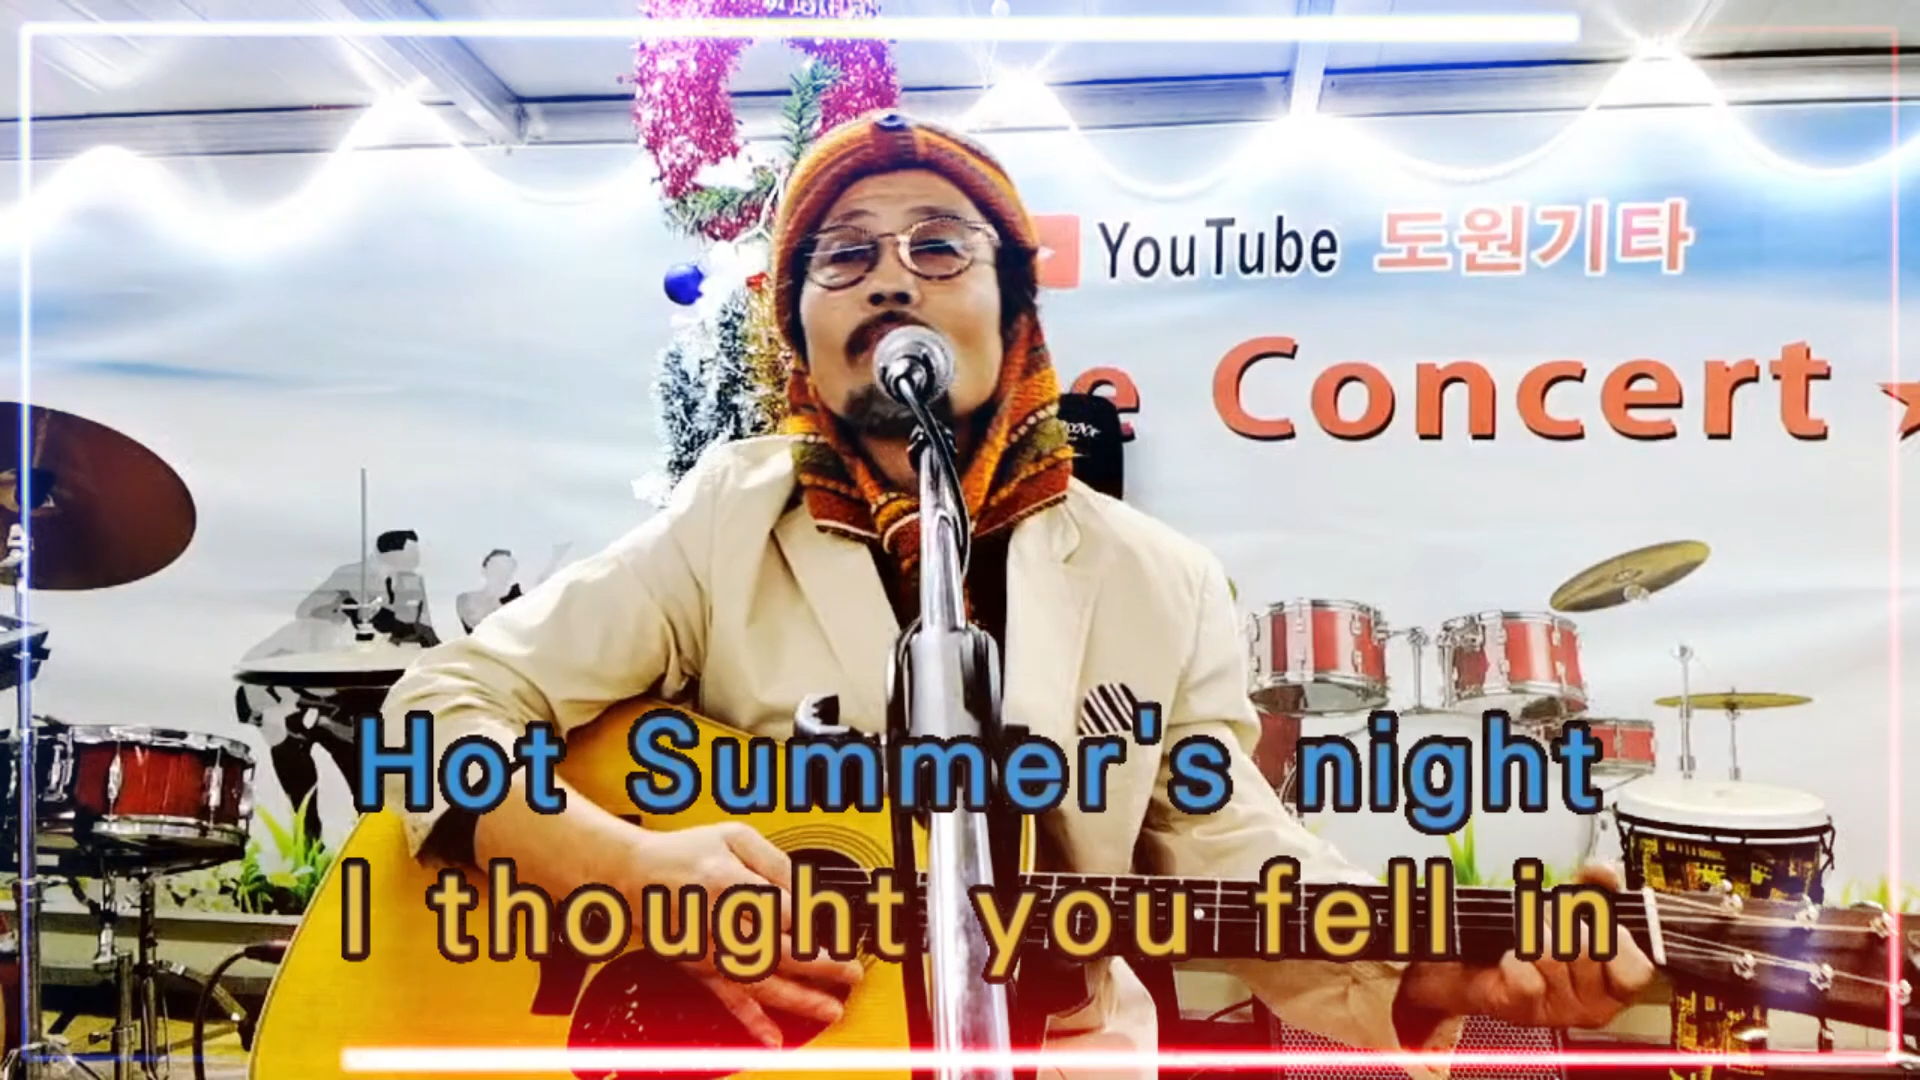 YouTube 도원기타
e Concert ★
Hot Summer's night
I thought you fell in